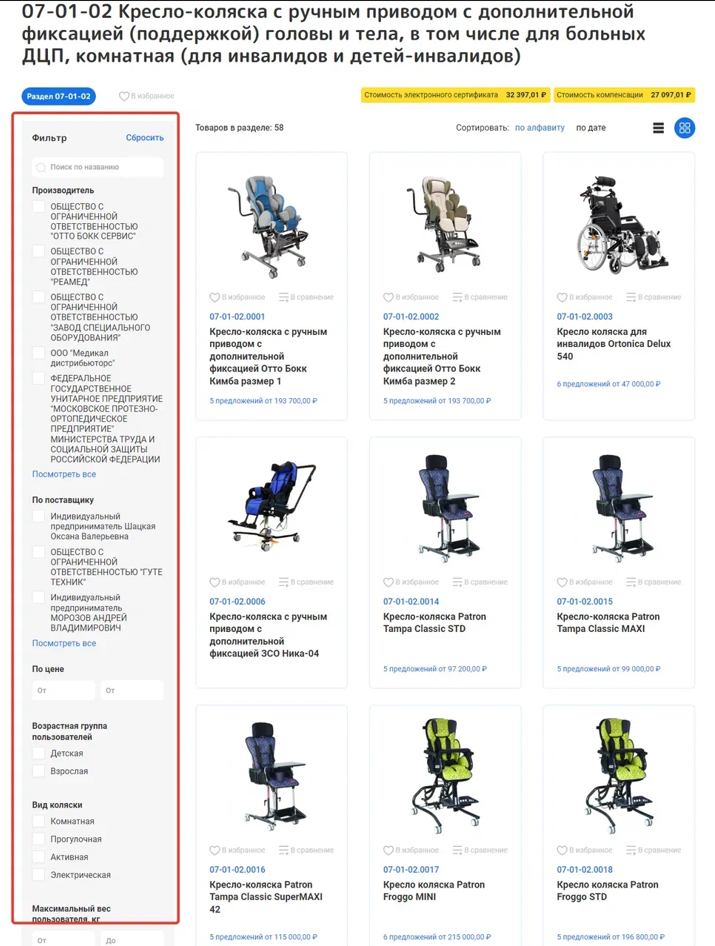 07-01-02 Кресло-коляска с ручным приводом с дополнительной
фиксацией (поддержкой) головы и тела, в том числе для больных
ДЦП, комнатная (для инвалидов и детей-инвалидов)
Раздел 07-01-02
В избранное
Стоимость электронного сертификата 32 397,01 ₽
Стоимость компенсации 27 097,01 ₽
Фильтр
Сбросить
Поиск по названию
Производитель
ОБЩЕСТВО С
ОГРАНИЧЕННОЙ
ОТВЕТСТВЕННОСТЬЮ
"ОТТО БОКК СЕРВИС"
ОБЩЕСТВО С
ОГРАНИЧЕННОЙ
ОТВЕТСТВЕННОСТЬЮ
"РЕАМЕД"
ОБЩЕСТВО С
ОГРАНИЧЕННОЙ
ОТВЕТСТВЕННОСТЬЮ
"ЗАВОД СПЕЦИАЛЬНОГО
ОБОРУДОВАНИЯ"
ООО "Медикал
дистрибьюторс"
ФЕДЕРАЛЬНОЕ
ГОСУДАРСТВЕННОЕ
УНИТАРНОЕ ПРЕДПРИЯТИЕ
"МОСКОВСКОЕ ПРОТЕЗНО-
ОРТОПЕДИЧЕСКОЕ
ПРЕДПРИЯТИЕ"
МИНИСТЕРСТВА ТРУДА И
СОЦИАЛЬНОЙ ЗАЩИТЫ
РОССИЙСКОЙ ФЕДЕРАЦИИ
Посмотреть все
По поставщику
Индивидуальный
предприниматель Шацкая
Оксана Валерьевна
ОБЩЕСТВО С
ОГРАНИЧЕННОЙ
ОТВЕТСТВЕННОСТЬЮ "ГУТЕ
ТЕХНИК"
Индивидуальный
предприниматель
МОРОЗОВ АНДРЕЙ
ВЛАДИМИРОВИЧ
Посмотреть все
По цене
От
От
Возрастная группа
пользователей
Детская
Взрослая
Вид коляски
Комнатная
Прогулочная
Активная
Электрическая
Максимальный вес
пользователя, кг
От
До
Товаров в разделе: 58
Сортировать: по алфавиту по дате
В избранное В сравнение
07-01-02.0001
Кресло-коляска с ручным
приводом с
дополнительной
фиксацией Отто Бокк
Кимба размер 1
5 предложений от 193 700,00 ₽
В избранное В сравнение
07-01-02.0002
Кресло-коляска с ручным
приводом с
дополнительной
фиксацией Отто Бокк
Кимба размер 2
5 предложений от 193 700,00 ₽
В избранное В сравнение
07-01-02.0003
Кресло коляска для
инвалидов Ortonica Delux
540
6 предложений от 47 000,00 ₽
В избранное В сравнение
07-01-02.0006
Кресло-коляска с ручным
приводом с
дополнительной
фиксацией ЗСО Ника-04
В избранное В сравнение
07-01-02.0014
Кресло-коляска Patron
Tampa Classic STD
5 предложений от 97 200,00 ₽
В избранное В сравнение
07-01-02.0015
Кресло-коляска Patron
Tampa Classic MAXI
5 предложений от 99 000,00 ₽
В избранное В сравнение
07-01-02.0016
Кресло-коляска Patron
Tampa Classic SuperMAXI
42
5 предложений от 115 000,00 ₽
В избранное В сравнение
07-01-02.0017
Кресло коляска Patron
Froggo MINI
6 предложений от 215 000,00 ₽
В избранное В сравнение
07-01-02.0018
Кресло коляска Patron
Froggo STD
5 предложений от 196 800,00 ₽